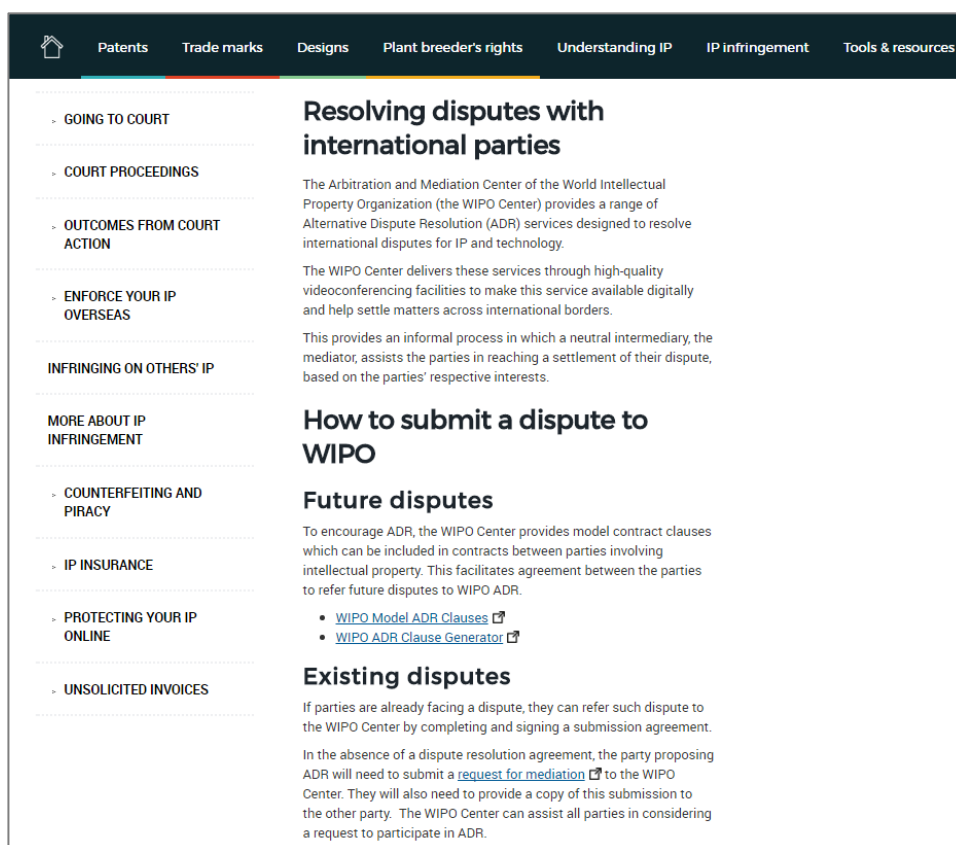 Patents Trade marks Designs Plant breeder's rights Understanding IP IP infringement Tools & resources
GOING TO COURT
COURT PROCEEDINGS
OUTCOMES FROM COURT
ACTION
ENFORCE YOUR IP
OVERSEAS
INFRINGING ON OTHERS' IP
MORE ABOUT IP
INFRINGEMENT
COUNTERFEITING AND
PIRACY
IP INSURANCE
PROTECTING YOUR IP
ONLINE
UNSOLICITED INVOICES
Resolving disputes with
international parties
The Arbitration and Mediation Center of the World Intellectual
Property Organization (the WIPO Center) provides a range of
Alternative Dispute Resolution (ADR) services designed to resolve
international disputes for IP and technology.
The WIPO Center delivers these services through high-quality
videoconferencing facilities to make this service available digitally
and help settle matters across international borders.
This provides an informal process in which a neutral intermediary, the
mediator, assists the parties in reaching a settlement of their dispute,
based on the parties' respective interests.
How to submit a dispute to
WIPO
Future disputes
To encourage ADR, the WIPO Center provides model contract clauses
which can be included in contracts between parties involving
intellectual property. This facilitates agreement between the parties
to refer future disputes to WIPO ADR.
• WIPO Model ADR Clauses
• WIPO ADR Clause Generator
Existing disputes
If parties are already facing a dispute, they can refer such dispute to
the WIPO Center by completing and signing a submission agreement.
In the absence of a dispute resolution agreement, the party proposing
ADR will need to submit a request for mediation to the WIPO
Center. They will also need to provide a copy of this submission to
the other party. The WIPO Center can assist all parties in considering
a request to participate in ADR.